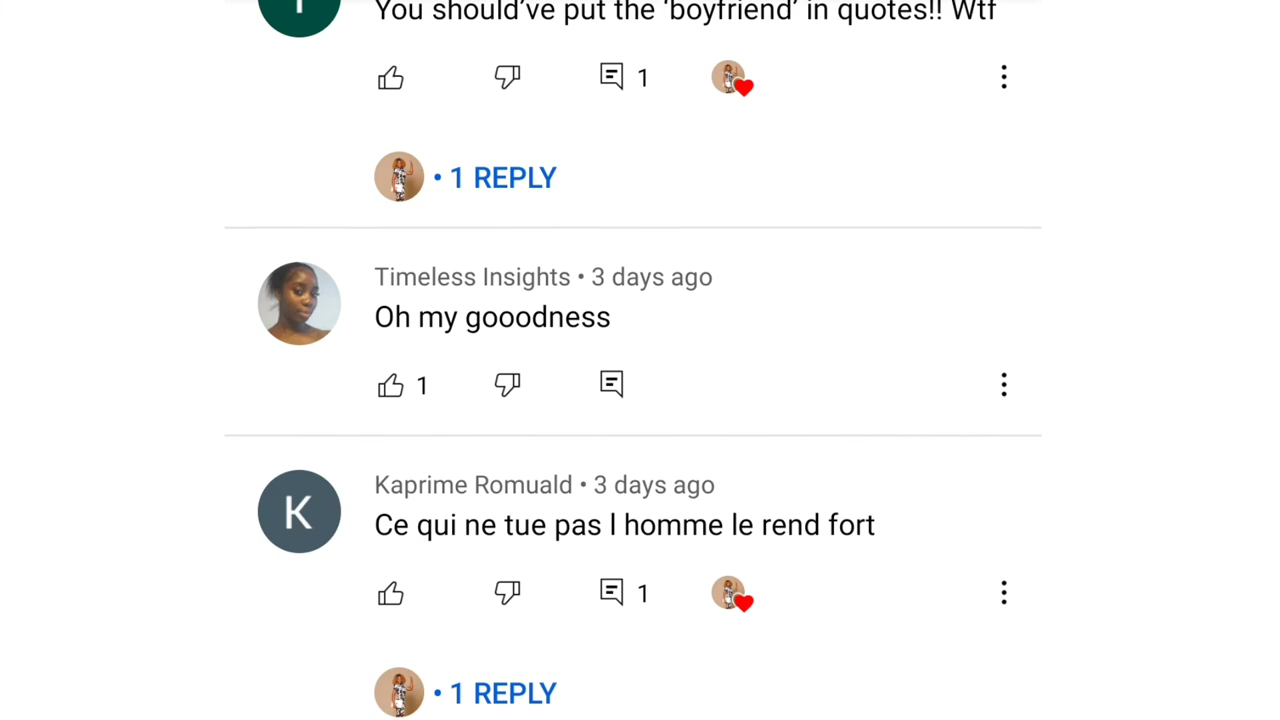 You should've put the 'boyfriend' in quotes!! Wtf
1
• 1 REPLY
Timeless Insights • 3 days ago
Oh my gooodness
1
K
Kaprime Romuald • 3 days ago
Ce qui ne tue pas l homme le rend fort
1
• 1 REPLY